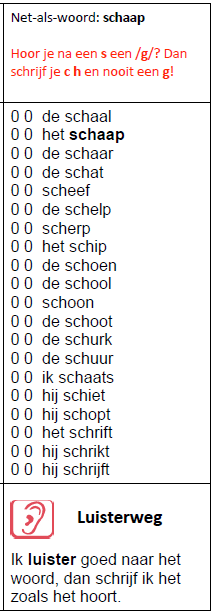 Net-als-woord: schaap
Hoor je na een s een /g/? Dan
schrijf je c h en nooit een g!
0 0 de schaal
0 0 het schaap
0 0 de schaar
0 0 de schat
0 0 scheef
0 0 de schelp
0 0 scherp
0 0 het schip
0 0 de schoen
0 0 de school
0 0 schoon
0 0 de schoot
0 0 de schurk
0 0 de schuur
0 0 ik schaats
0 0 hij schiet
0 0 hij schopt
0 0 het schrift
0 0 hij schrikt
0 0 hij schrijft
Luisterweg
Ik luister goed naar het
woord, dan schrijf ik het
zoals het hoort.